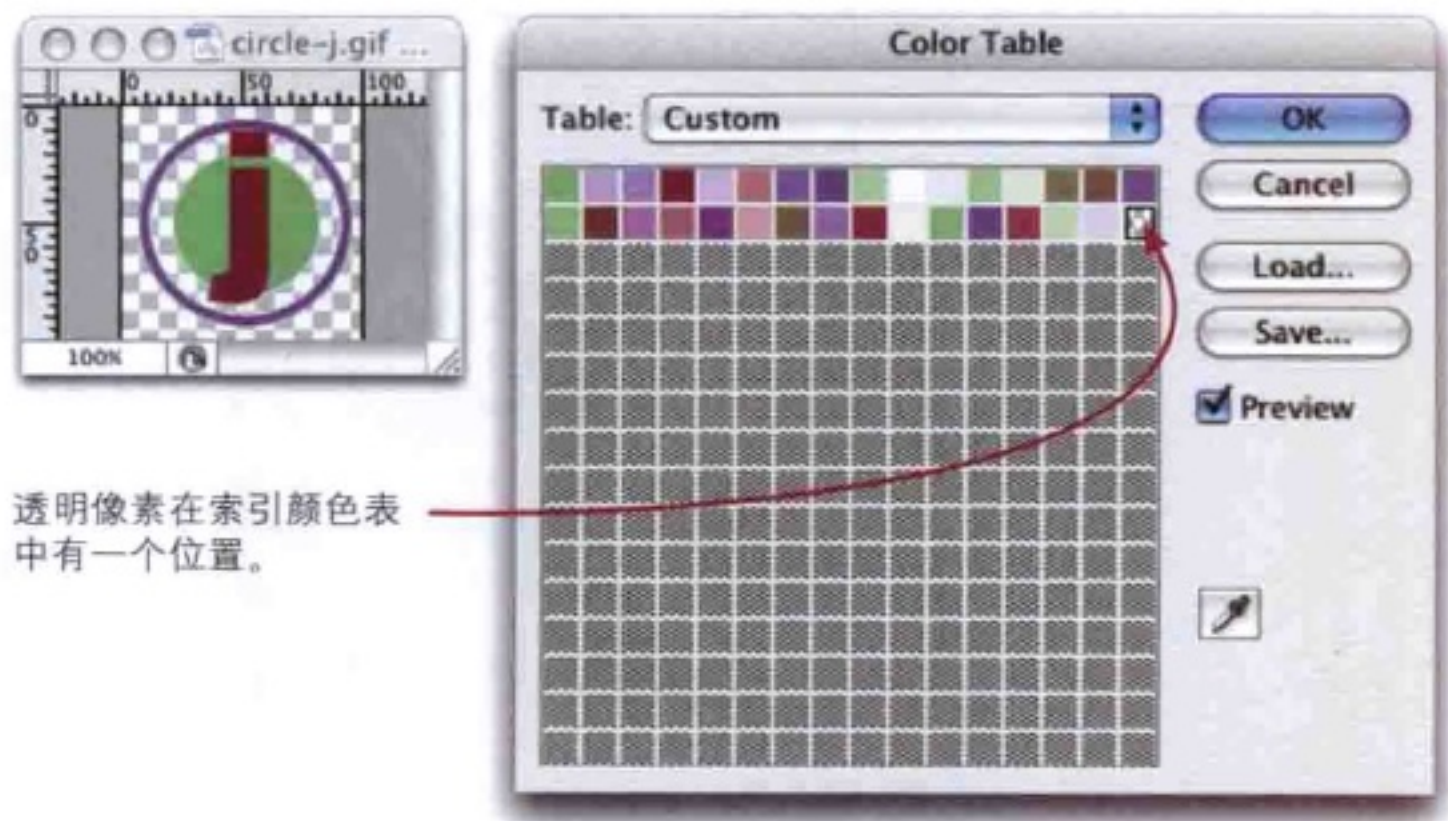 circle-j.gif ...
0
50
100
0
50
100%
透明像素在索引颜色表
中有一个位置。
Color Table
Table: Custom
OK
Cancel
Load...
Save...
Preview
j